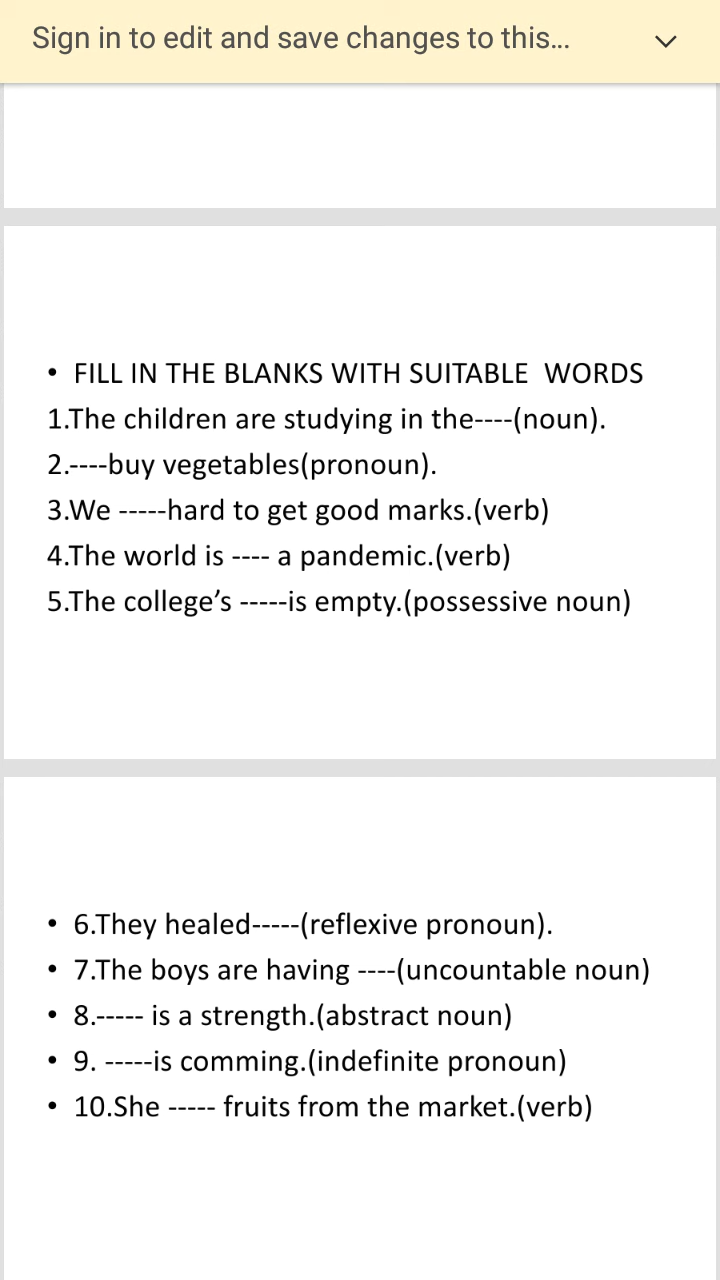 Sign in to edit and save changes to this...
• FILL IN THE BLANKS WITH SUITABLE  WORDS
1.The children are studying in the----(noun).
2.----buy vegetables(pronoun).
3.We -----hard to get good marks.(verb)
4.The world is ---- a pandemic.(verb)
5.The college’s -----is empty.(possessive noun)
• 6.They healed-----(reflexive pronoun).
• 7.The boys are having ----(uncountable noun)
• 8.----- is a strength.(abstract noun)
• 9. -----is comming.(indefinite pronoun)
• 10.She ----- fruits from the market.(verb)